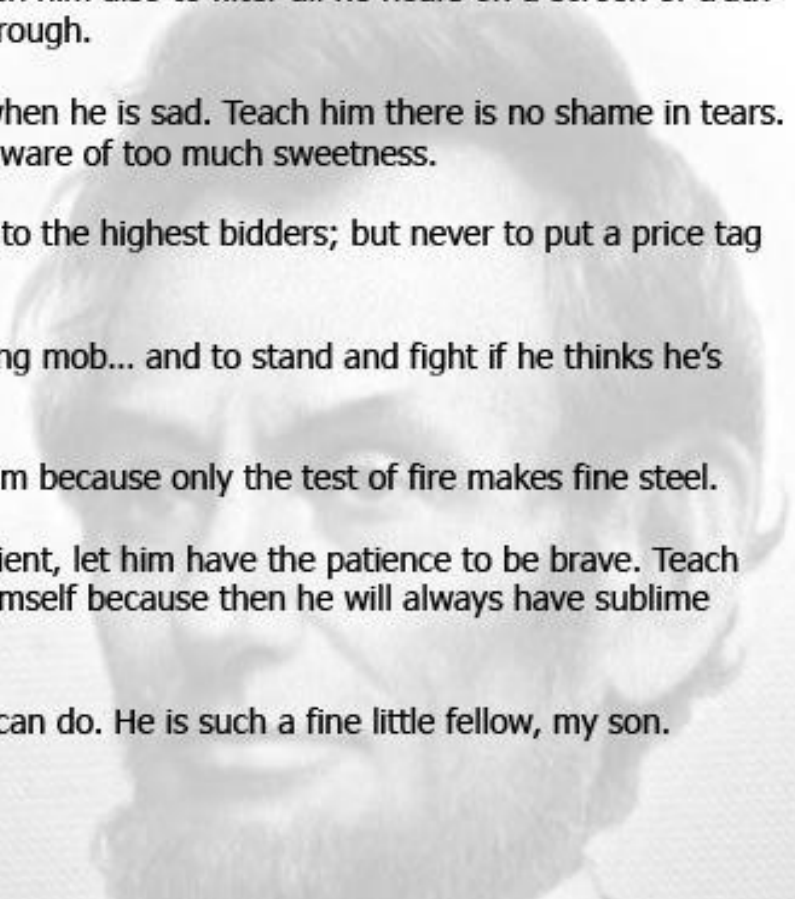 rough.
when he is sad. Teach him there is no shame in tears.
ware of too much sweetness.
to the highest bidders; but never to put a price tag
ng mob... and to stand and fight if he thinks he's
m because only the test of fire makes fine steel.
ient, let him have the patience to be brave. Teach
mself because then he will always have sublime
can do. He is such a fine little fellow, my son.